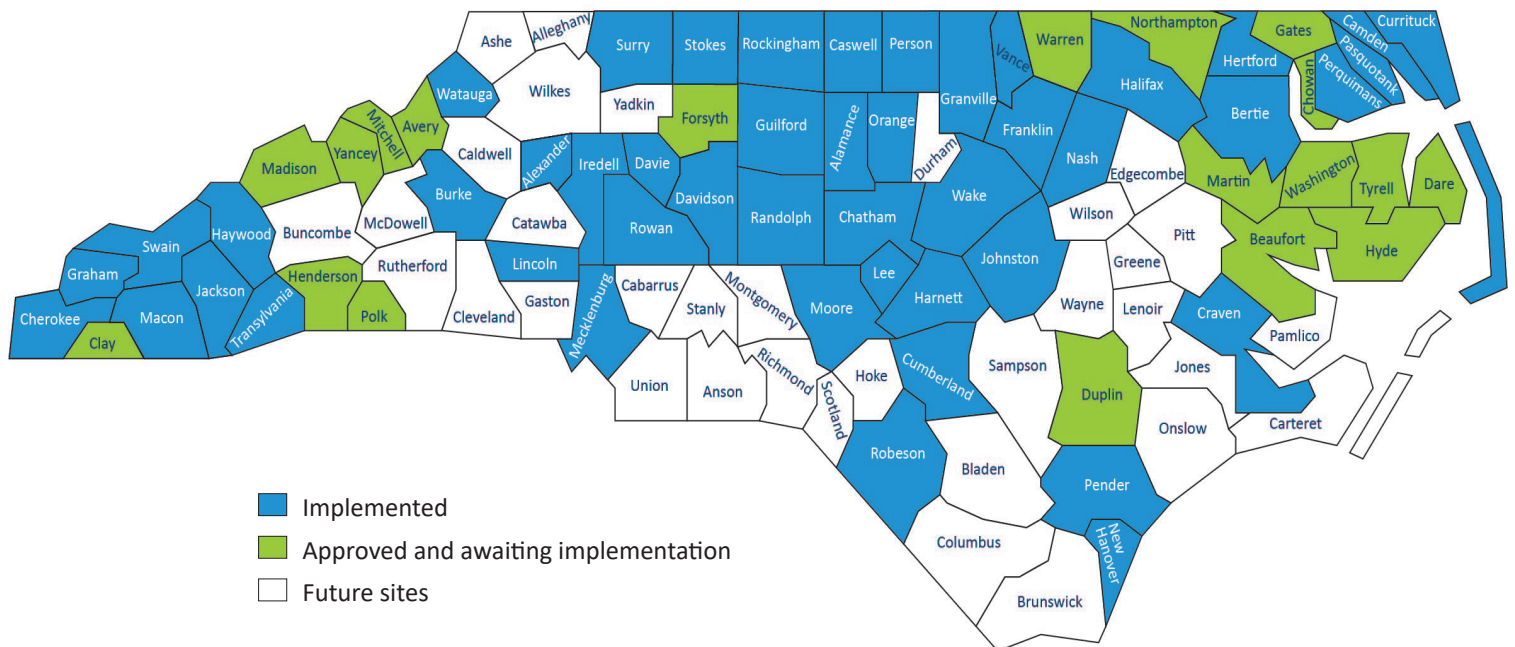 Ashe
Alleghany
Surry
Stokes
Rockingham
Caswell
Person
Vance
Warren
Northampton
Gates
Camden
Currituck
Pasquotank
Perquimans
Hertford
Chowan
Halifax
Granville
Watauga
Wilkes
Yadkin
Forsyth
Guilford
Alamance
Orange
Durham
Franklin
Nash
Edgecombe
Bertie
Martin
Washington
Tyrell
Dare
Madison
Yancey
Mitchell
Avery
Caldwell
Alexander
Iredell
Davie
Davidson
Randolph
Chatham
Wake
Wilson
Pitt
Beaufort
Hyde
Swain
Haywood
Buncombe
McDowell
Burke
Catawba
Rowan
Lincoln
Graham
Jackson
Henderson
Rutherford
Polk
Cleveland
Gaston
Mecklenburg
Cabarrus
Stanly
Montgomery
Moore
Lee
Harnett
Johnston
Wayne
Greene
Lenoir
Craven
Pamlico
Cherokee
Macon
Transylvania
Clay
Union
Anson
Richmond
Scotland
Hoke
Cumberland
Sampson
Duplin
Jones
Onslow
Carteret
Robeson
Bladen
Pender
New Hanover
Columbus
Brunswick
Implemented
Approved and awaiting implementation
Future sites